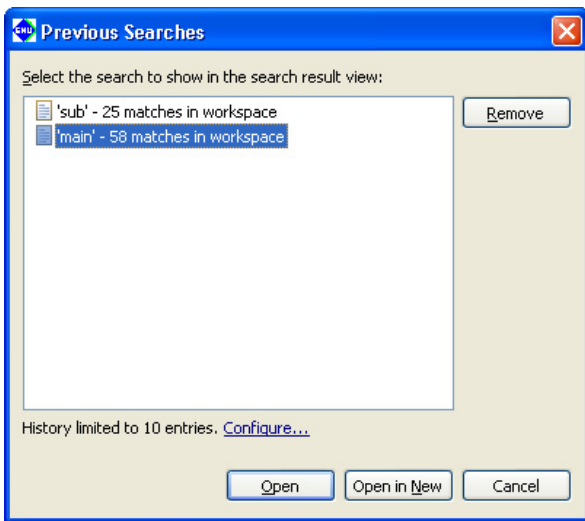 GNU Previous Searches
Select the search to show in the search result view:
'sub' - 25 matches in workspace
Remove
'main' - 58 matches in workspace
History limited to 10 entries. Configure...
Open
Open in New
Cancel